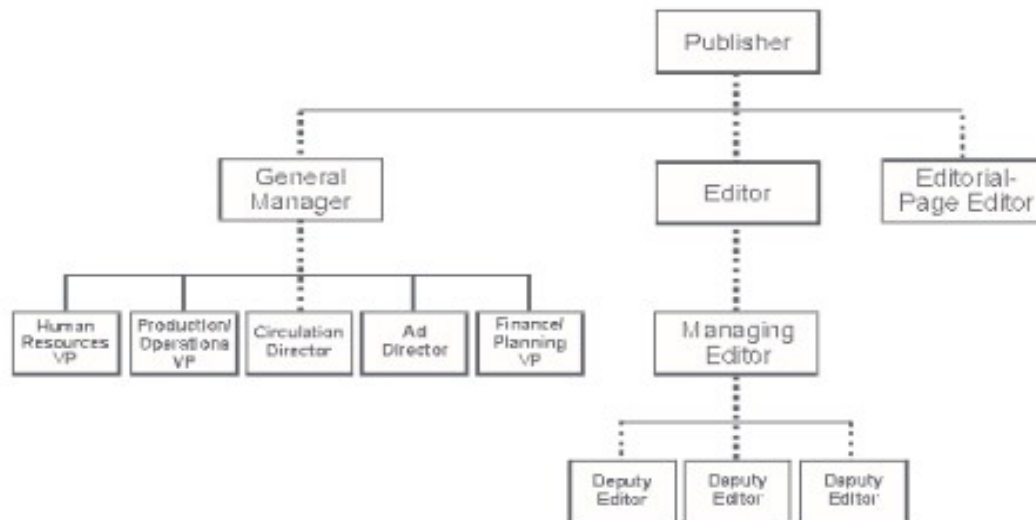 Publisher
General
Manager
Editor
Editorial-
Page Editor
Human
Resources
VP
Production/
Operations
VP
Circulation
Director
Ad
Director
Finance/
Planning
VP
Managing
Editor
Deputy
Editor
Deputy
Editor
Deputy
Editor